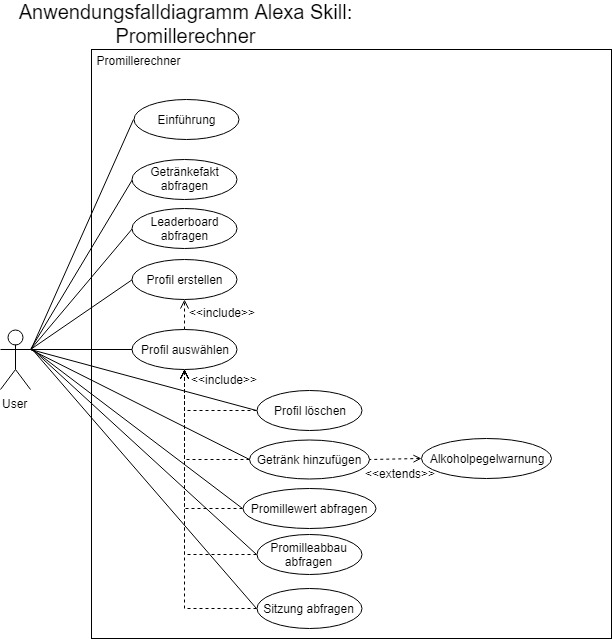 Anwendungsfalldiagramm Alexa Skill:
Promillerechner
Promillerechner
Einführung
Getränkefakt
abfragen
Leaderboard
abfragen
Profil erstellen
<<include>>
Profil auswählen
<<include>>
User
Profil löschen
Getränk hinzufügen
Alkoholpegelwarnung
<<extends>>
Promillewert abfragen
Promilleabbau
abfragen
Sitzung abfragen